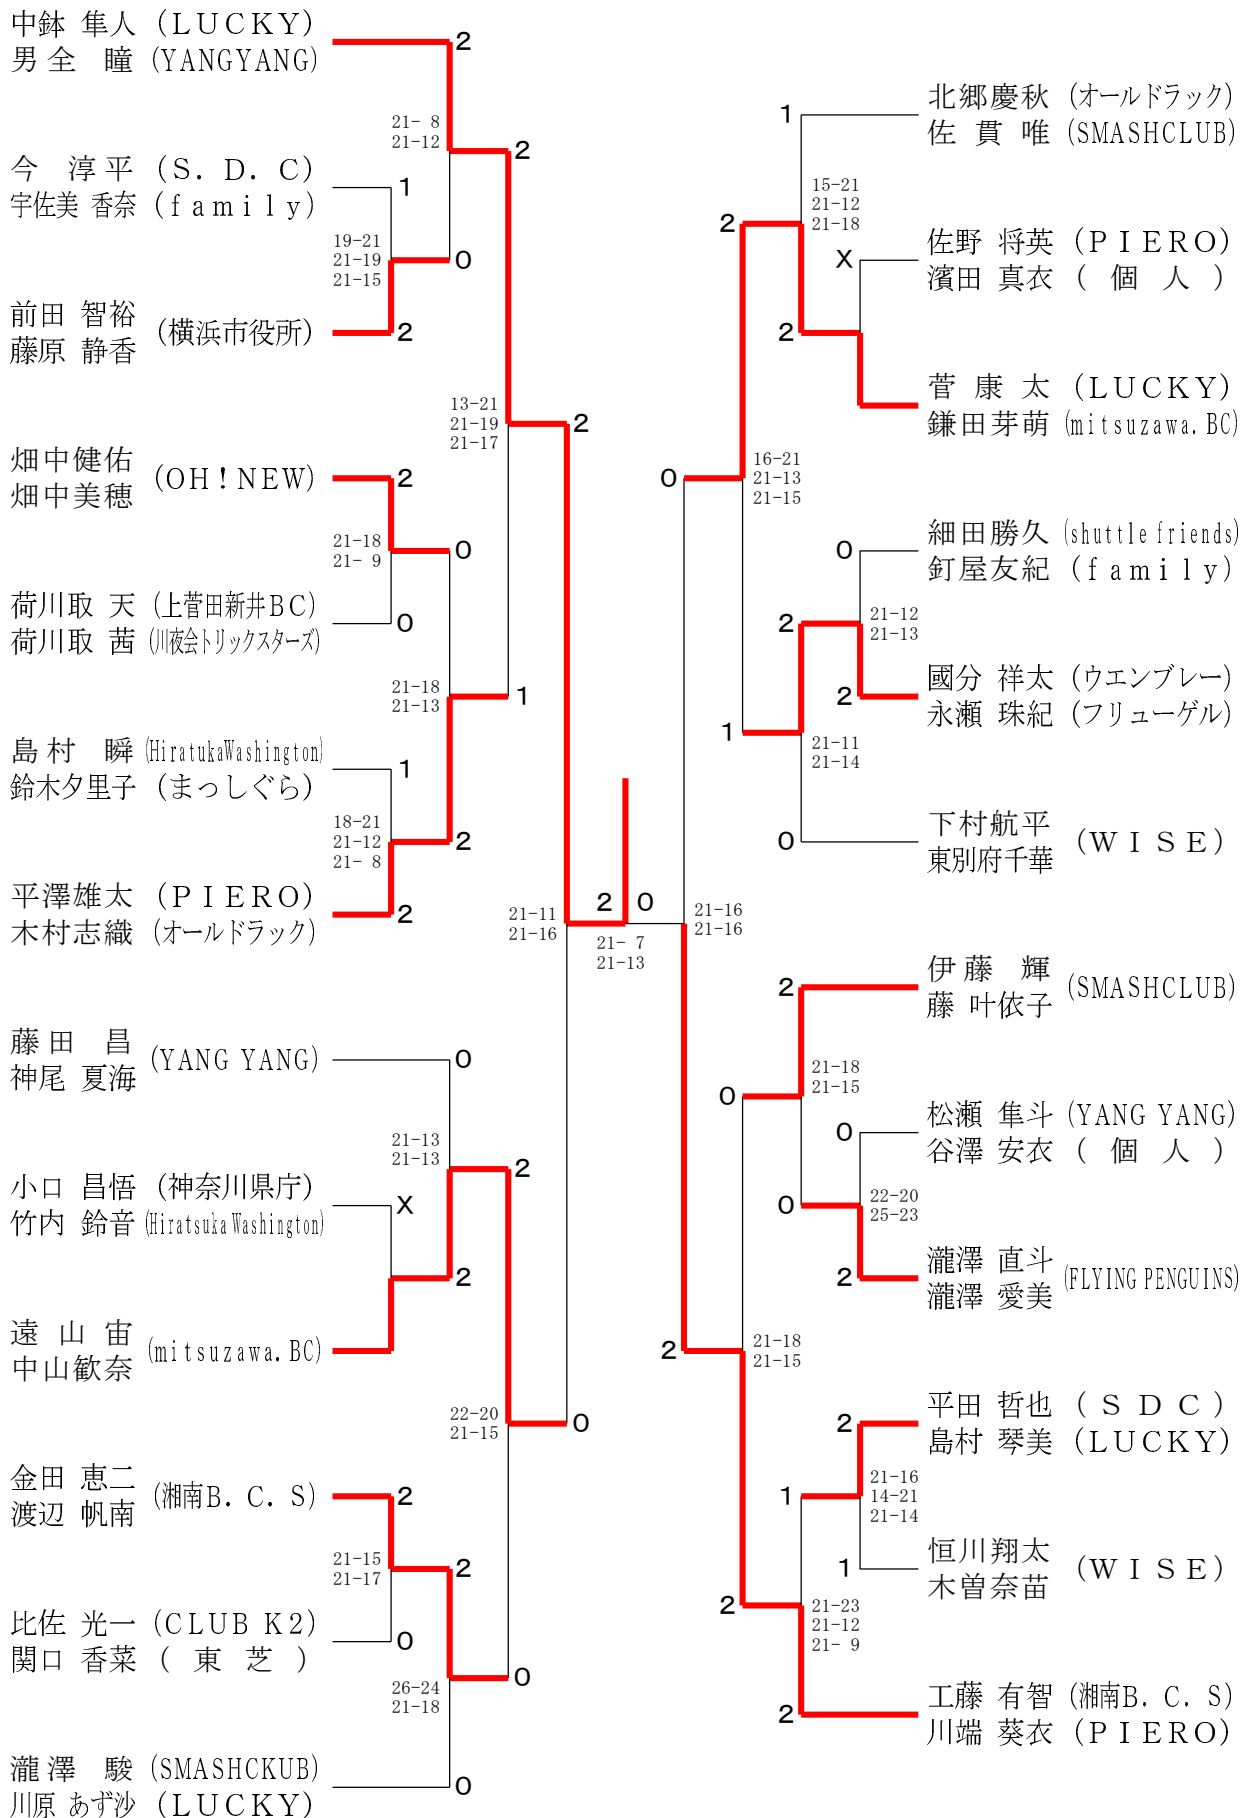 中鉢 隼人 (LUCKY)
男全 瞳 (YANGYANG)
2
21- 8
21-12
2
今 淳平 (S. D. C)
宇佐美 香奈 (family)
1
19-21
21-19
21-15
0
前田 智裕
藤原 静香
(横浜市役所)
2
13-21
21-19
21-17
2
畑中健佑
畑中美穂
(OH!NEW)
2
21-18
21- 9
0
荷川取 天 (上菅田新井BC)
荷川取 茜 (川夜会トリックスターズ)
0
21-18
21-13
1
島村 瞬 (HiratukaWashington)
鈴木夕里子 (まっしぐら)
1
18-21
21-12
21- 8
2
平澤雄太 (PIERO)
木村志織 (オールドラック)
2
21-11
21-16
2 0
21- 7
21-13
藤田 昌
神尾 夏海
(YANG YANG)
0
21-13
21-13
2
小口 昌悟 (神奈川県庁)
竹内 鈴音 (Hiratsuka Washington)
X
2
遠山宙
中山歓奈
(mitsuzawa. BC)
22-20
21-15
0
金田 恵二
渡辺 帆南
(湘南B. C. S)
2
21-15
21-17
2
比佐 光一 (CLUB K2)
関口 香菜 (東芝)
0
26-24
21-18
0
瀧澤 駿 (SMASHCKUB)
川原 あず沙 (LUCKY)
0
1
北郷慶秋 (オールドラック)
佐貫唯 (SMASHCLUB)
15-21
21-12
21-18
2
X
佐野 将英 (PIERO)
濱田 真衣 (個人)
2
菅康太 (LUCKY)
鎌田芽萌 (mitsuzawa. BC)
16-21
21-13
21-15
0
0
細田勝久 (shuttle friends)
釘屋友紀 (family)
2
21-12
21-13
2
國分 祥太 (ウエンブレー)
永瀬 珠紀 (フリューゲル)
1
21-11
21-14
0
下村航平
東別府千華
(WISE)
21-16
21-16
2
伊藤 輝
藤 叶依子
(SMASHCLUB)
0
21-18
21-15
0
松瀬 隼斗 (YANG YANG)
谷澤 安衣 (個人)
0
22-20
25-23
2
瀧澤 直斗
瀧澤 愛美
(FLYING PENGUINS)
2
21-18
21-15
2
平田 哲也 (SDC)
島村 琴美 (LUCKY)
1
21-16
14-21
21-14
1
恒川翔太
木曽奈苗
(WISE)
2
21-23
21-12
21- 9
2
工藤 有智 (湘南B. C. S)
川端 葵衣 (PIERO)